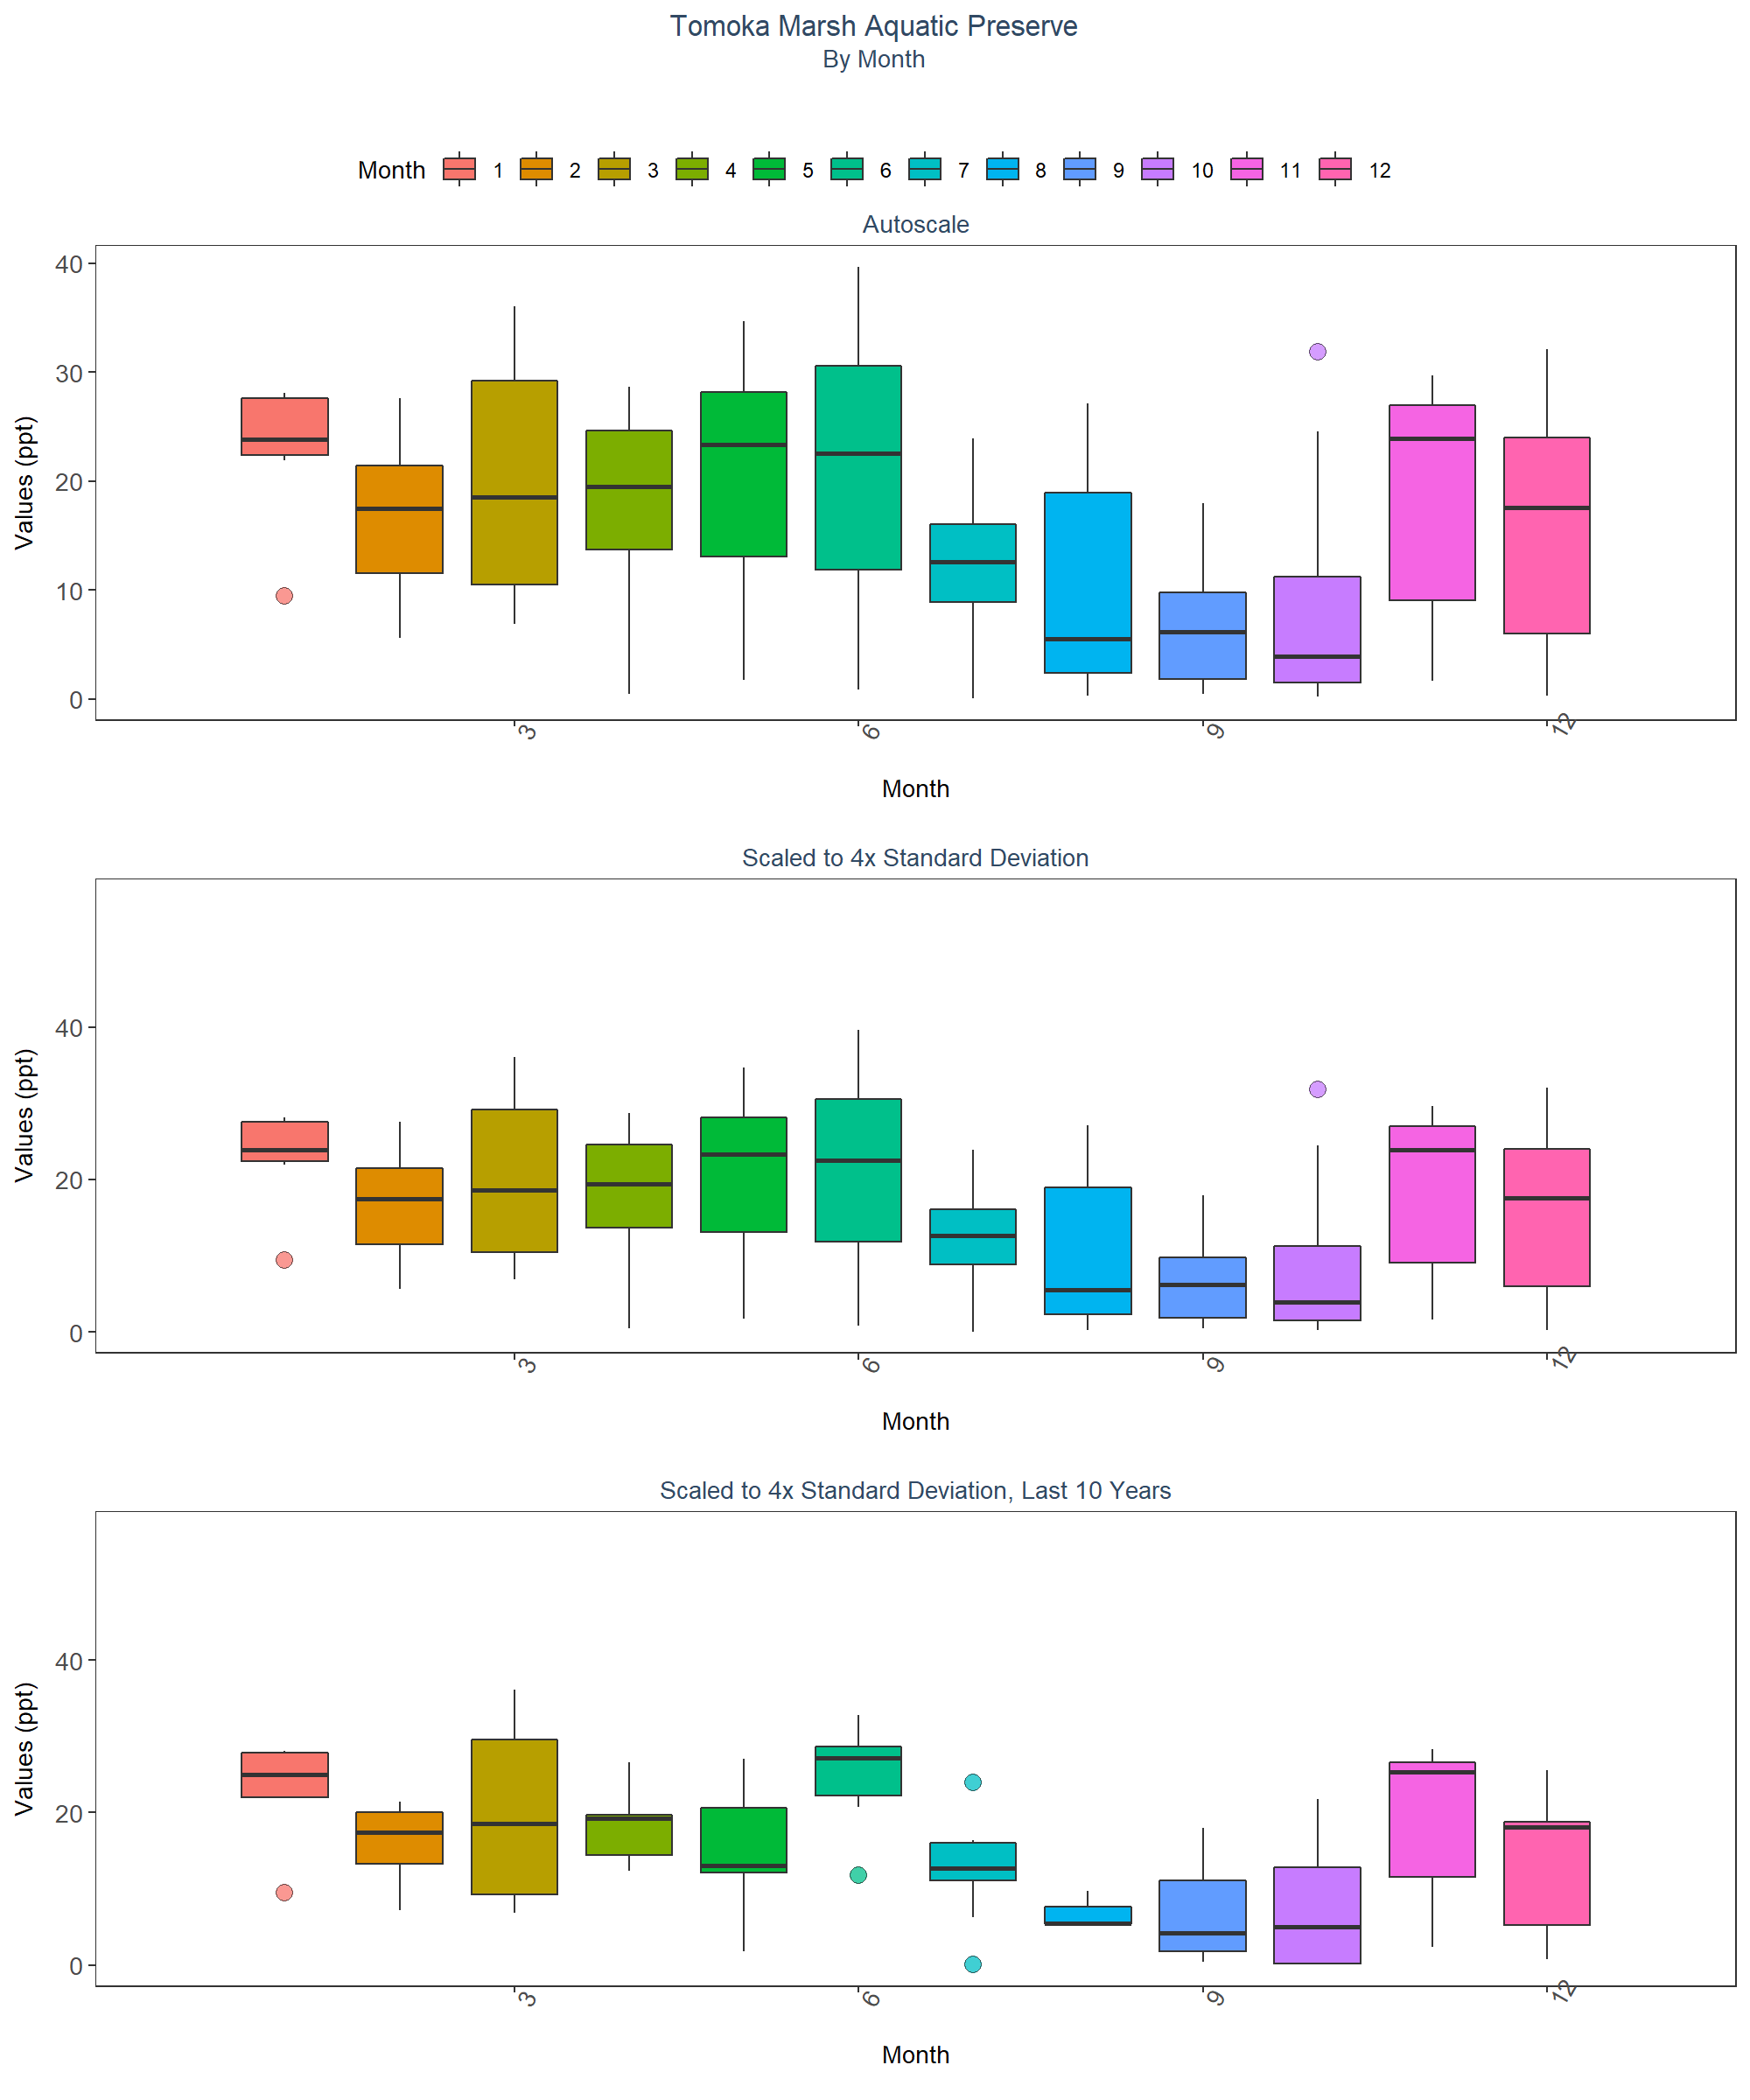 Tomoka Marsh Aquatic Preserve
By Month
Month 1 2 3 4 5 6 7 8 9 10 11 12
Autoscale
Values (ppt)
40
30
20
10
0
3 6 9 12
Month
Scaled to 4x Standard Deviation
Values (ppt)
40
20
0
3 6 9 12
Month
Scaled to 4x Standard Deviation, Last 10 Years
Values (ppt)
40
20
0
3 6 9 12
Month